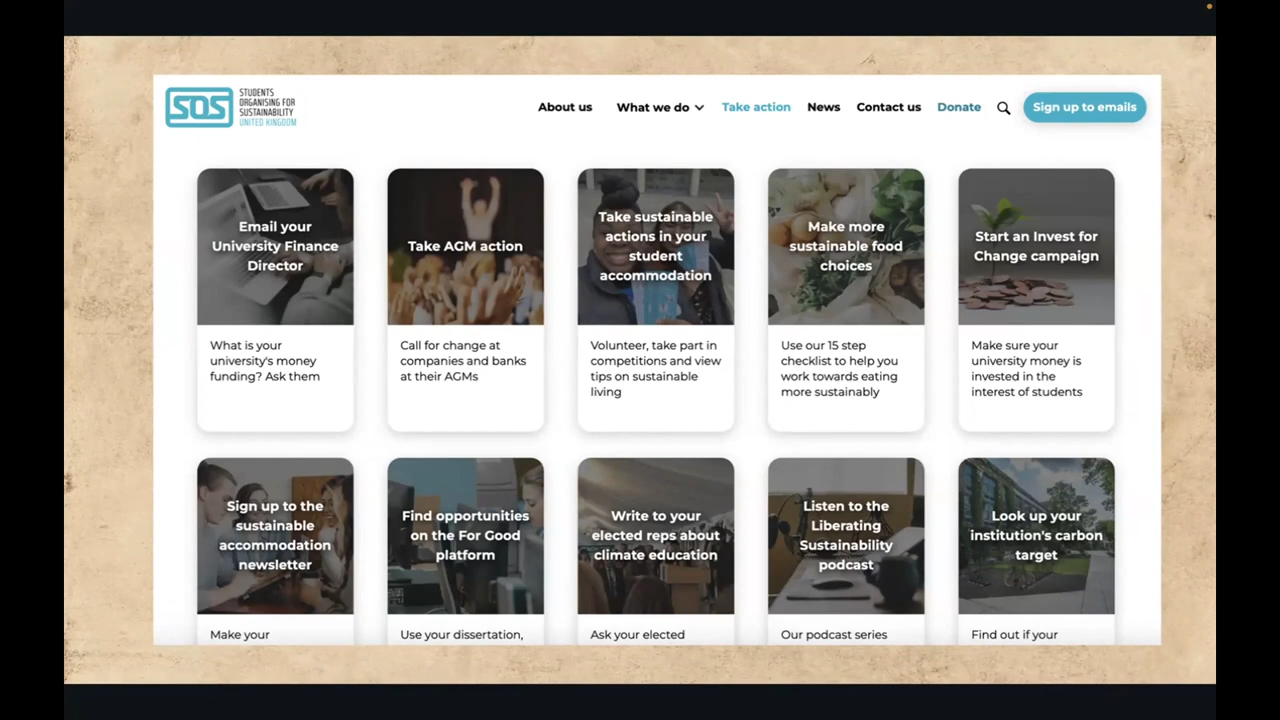 SOS
STUDENTS
ORGANISING FOR
SUSTAINABILITY
UNITED KINGDOM
About us
What we do
Take action
News
Contact us
Donate
Sign up to emails
Email your
University Finance
Director
What is your
university's money
funding? Ask them
Take AGM action
Call for change at
companies and banks
at their AGMs
Take sustainable
actions in your
student
accommodation
Volunteer, take part in
competitions and view
tips on sustainable
living
Make more
sustainable food
choices
Use our 15 step
checklist to help you
work towards eating
more sustainably
Start an Invest for
Change campaign
Make sure your
university money is
invested in the
interest of students
Sign up to the
sustainable
accommodation
newsletter
Make your
Find opportunities
on the For Good
platform
Use your dissertation,
Write to your
elected reps about
climate education
Ask your elected
Listen to the
Liberating
Sustainability
podcast
Our podcast series
Look up your
institution's carbon
target
Find out if your